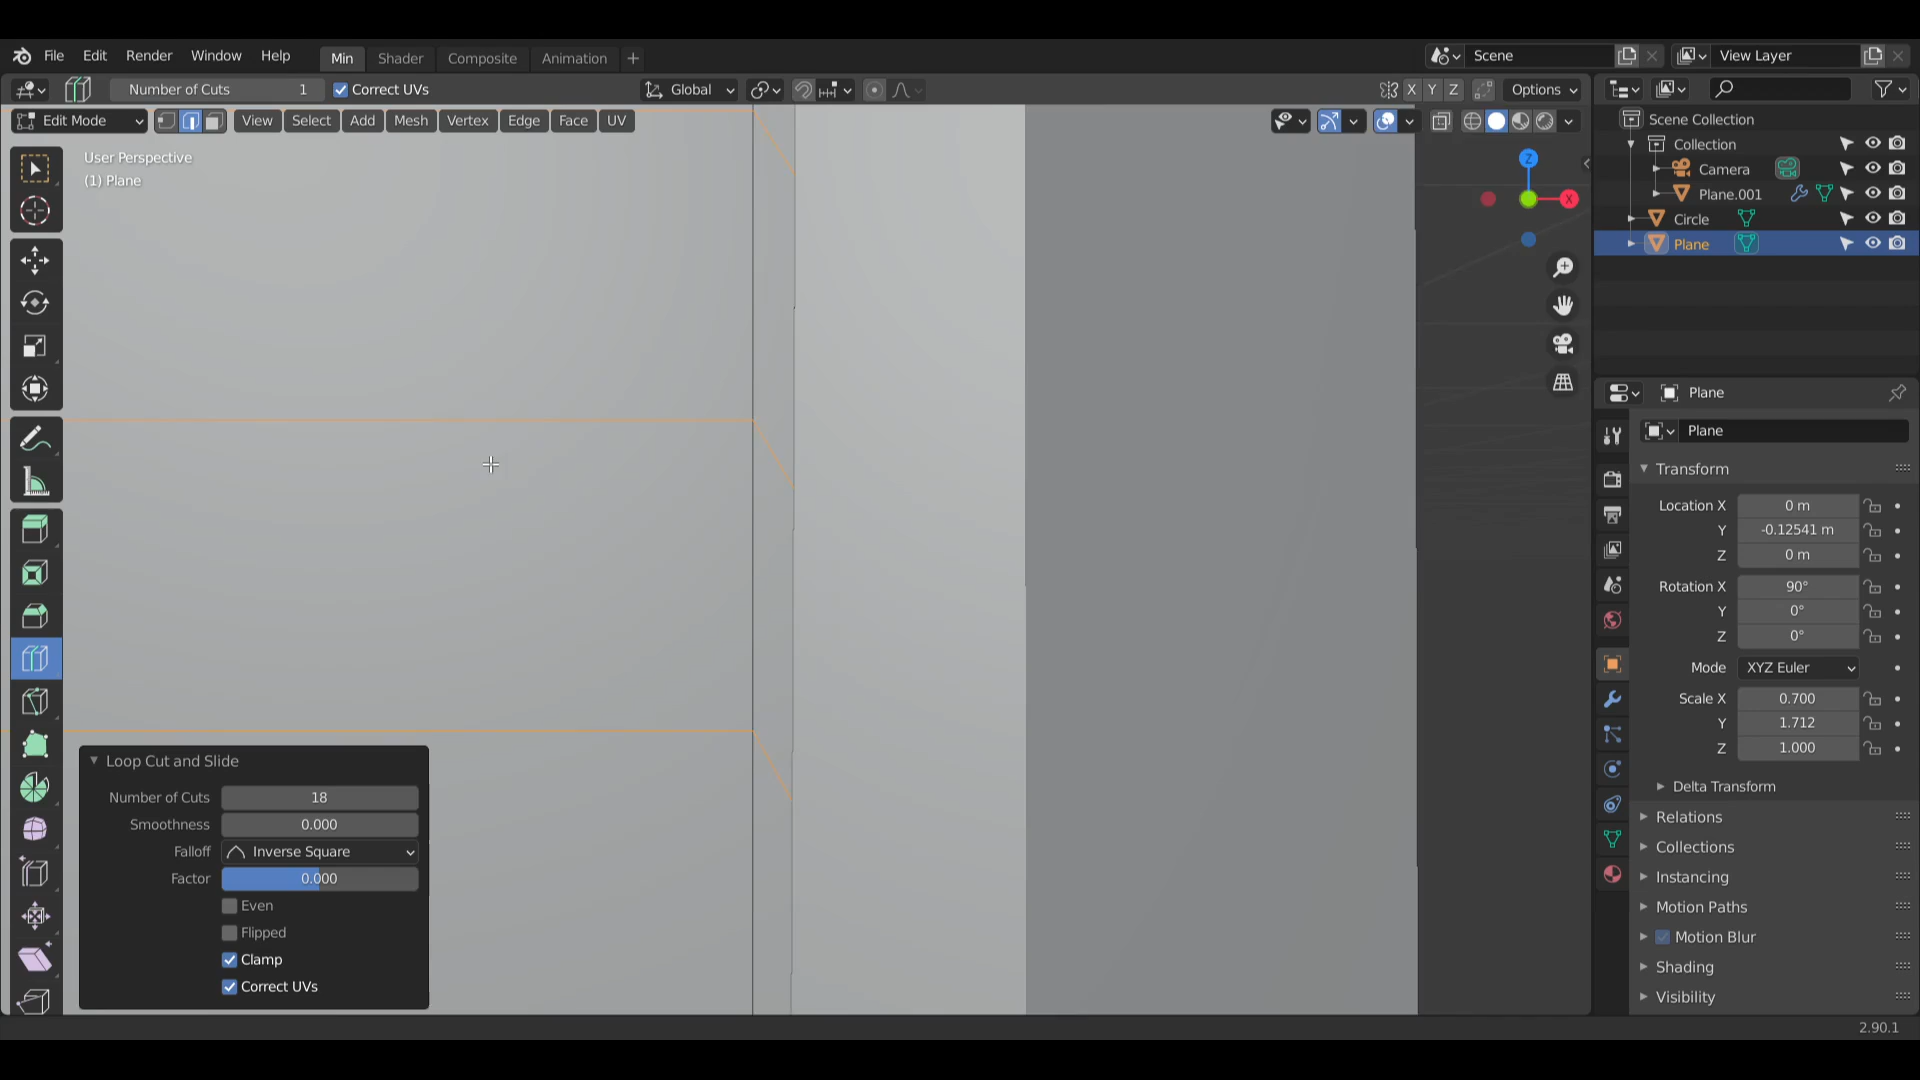 File Edit Render Window Help Min Shader Composite Animation + Scene View Layer
Number of Cuts 1 Correct UVs Global X Y Z Options
Edit Mode View Select Add Mesh Vertex Edge Face UV
User Perspective
(1) Plane
Z
X
Scene Collection
Collection
Camera
Plane.001
Circle
Plane
Plane
Plane
Transform
Location X 0 m
Y -0.12541 m
Z 0 m
Rotation X 90°
Y 0°
Z 0°
Mode XYZ Euler
Scale X 0.700
Y 1.712
Z 1.000
Delta Transform
Relations
Collections
Instancing
Motion Paths
Motion Blur
Shading
Visibility
Loop Cut and Slide
Number of Cuts 18
Smoothness 0.000
Falloff Inverse Square
Factor 0.000
Even
Flipped
Clamp
Correct UVs
2.90.1